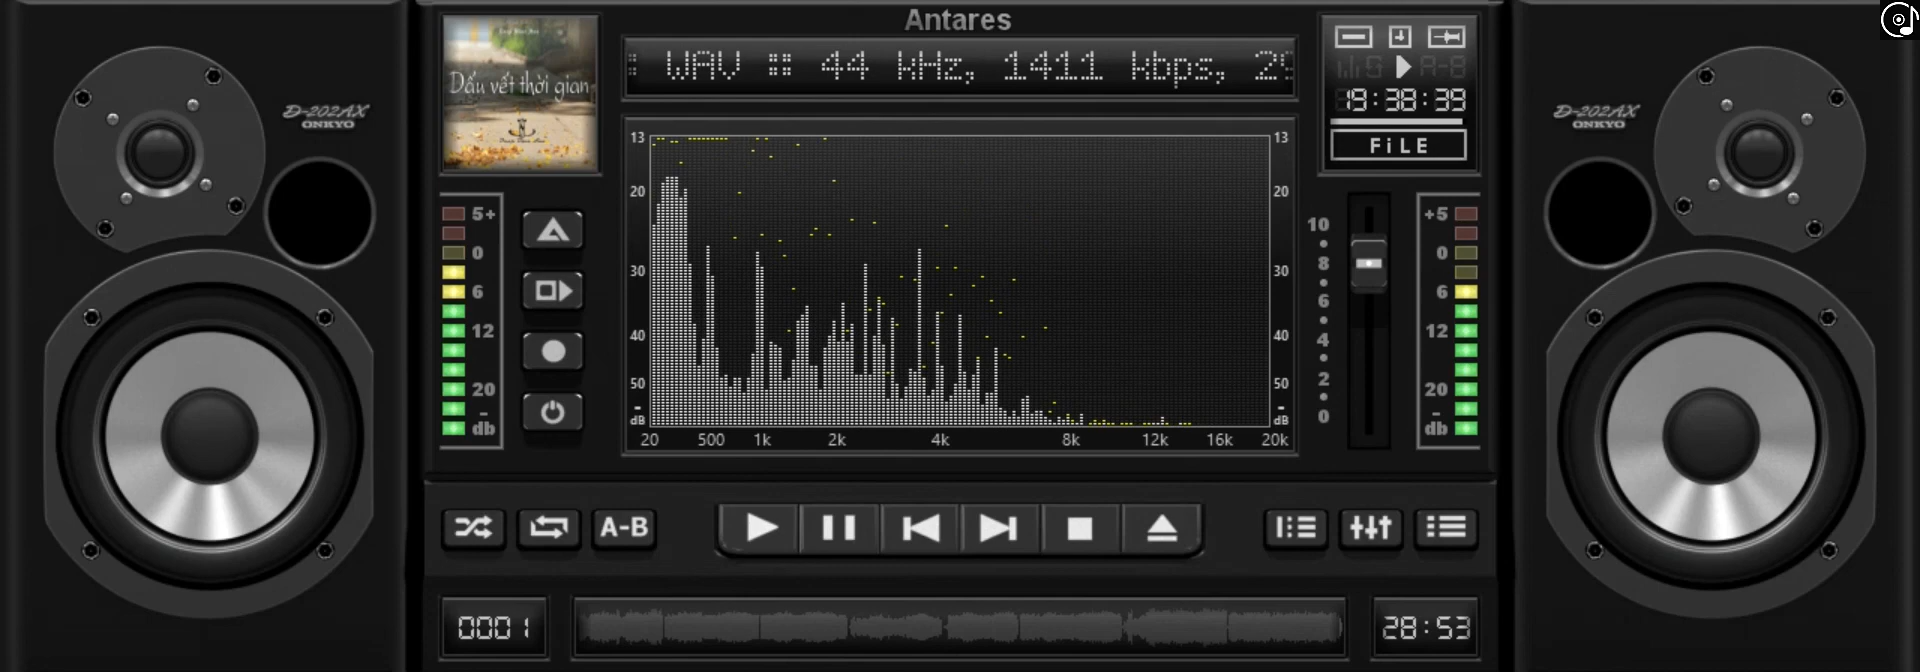 Antares
Dấu vết thời gian
:: WAV :: 44 kHz, 1411 kbps, 29
A-B
19:38:39
FiLE
D-202AX
ONKYO
D-202AX
ONKYO
13 13
20 20
30 30
40 40
50 50
- -
dB dB
20 500 1k 2k 4k 8k 12k 16k 20k
5+
0
6
12
20
-
db
10
8
6
4
2
0
+5
0
6
12
20
-
db
A-B
0001
28:53